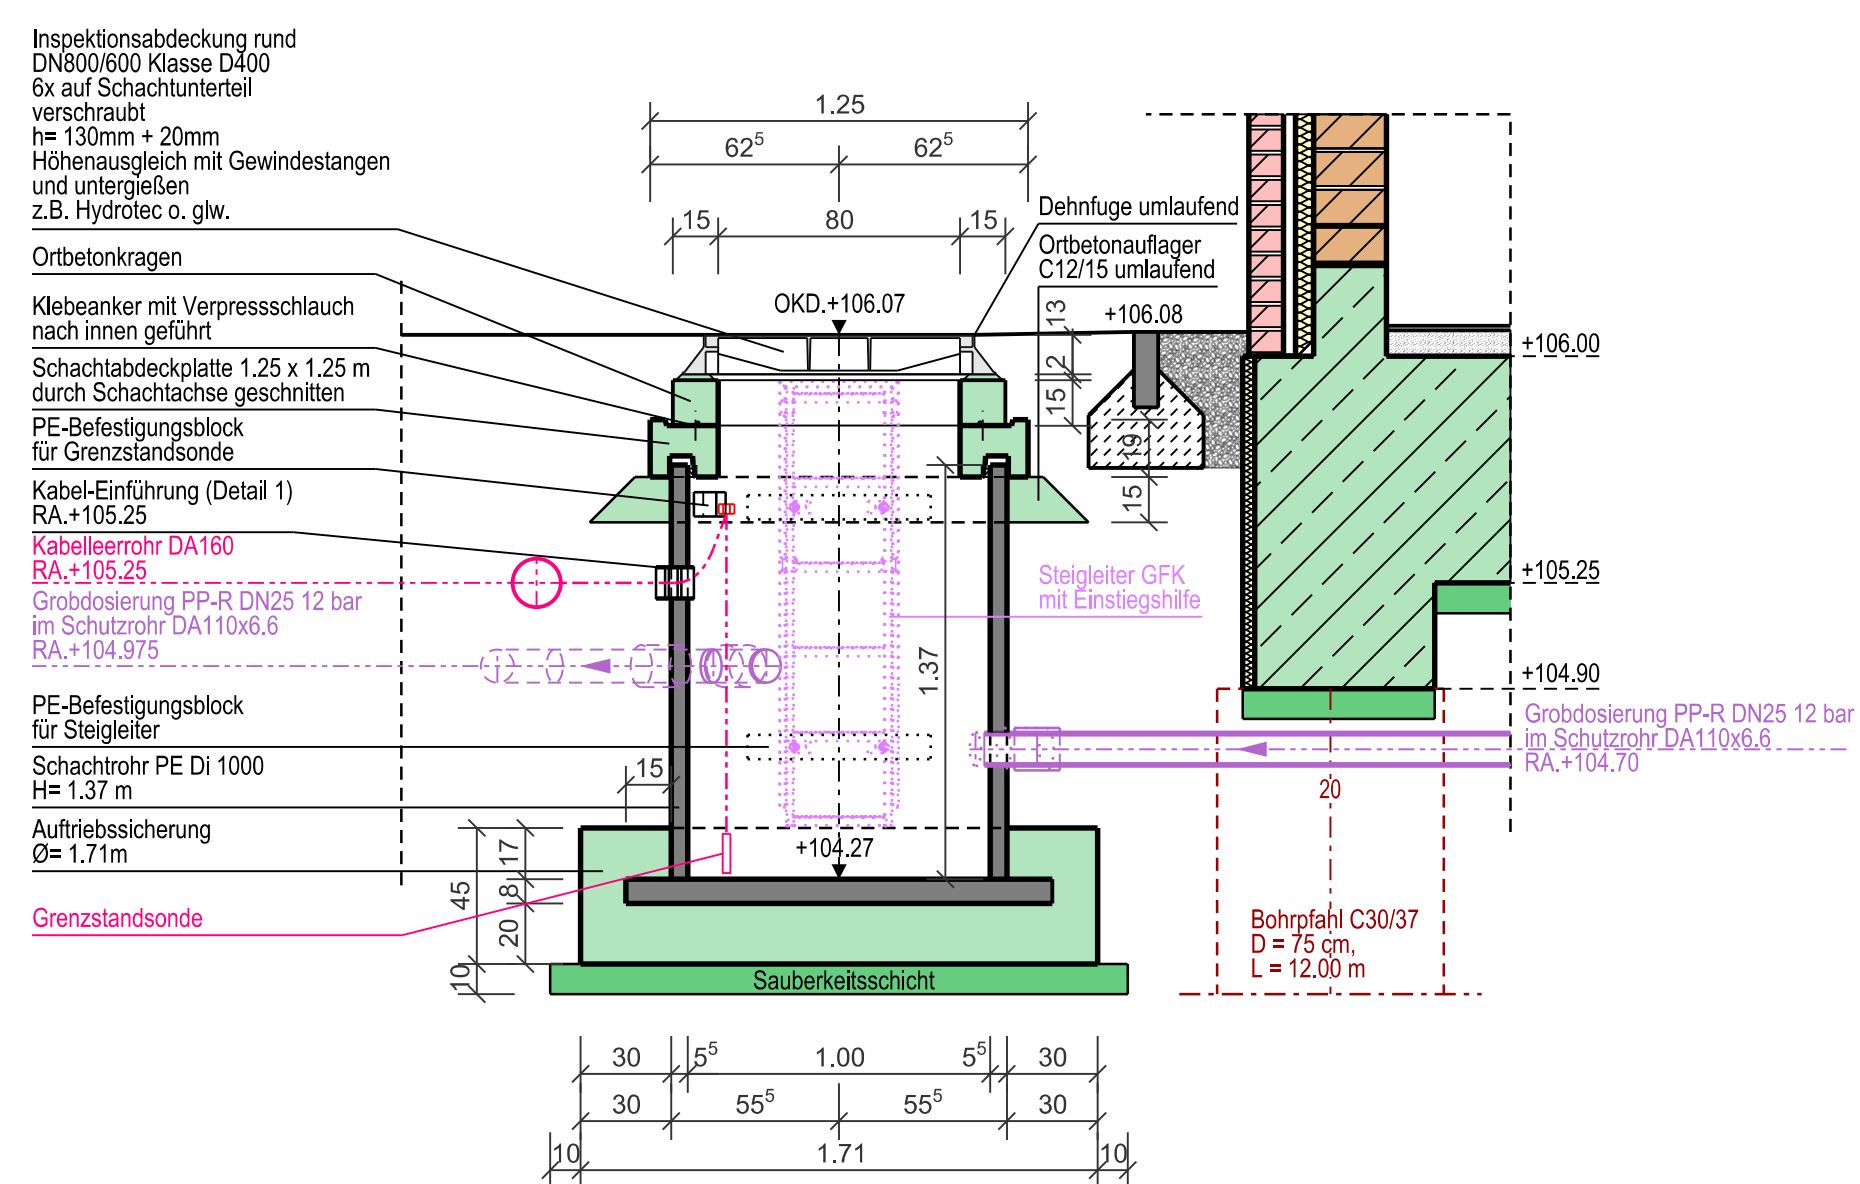 Inspektionsabdeckung rund
DN800/600 Klasse D400
6x auf Schachtunterteil
verschraubt
h= 130mm + 20mm
Höhenausgleich mit Gewindestangen
und untergießen
z.B. Hydrotec o. glw.
Ortbetonkragen
Klebeanker mit Verpressschlauch
nach innen geführt
Schachtabdeckplatte 1.25 x 1.25 m
durch Schachtachse geschnitten
PE-Befestigungsblock
für Grenzstandsonde
Kabel-Einführung (Detail 1)
RA.+105.25
Kabelleerrohr DA160
RA.+105.25
Grobdosierung PP-R DN25 12 bar
im Schutzrohr DA110x6.6
RA.+104.975
PE-Befestigungsblock
für Steigleiter
Schachtrohr PE Di 1000
H= 1.37 m
Auftriebssicherung
Ø= 1.71m
Grenzstandsonde
1.25
62⁵ 62⁵
15 80 15
OKD.+106.07
Dehnfuge umlaufend
Ortbetonauflager
C12/15 umlaufend
13
2
15
19
15
+106.08
+106.00
+105.25
+104.90
Steigleiter GFK
mit Einstiegshilfe
1.37
15
+104.27
Grobdosierung PP-R DN25 12 bar
im Schutzrohr DA110x6.6
RA.+104.70
20
Bohrpfahl C30/37
D = 75 cm,
L = 12.00 m
17
8
20
45
10
Sauberkeitsschicht
30 5⁵ 1.00 5⁵ 30
30 55⁵ 55⁵ 30
10 1.71 10